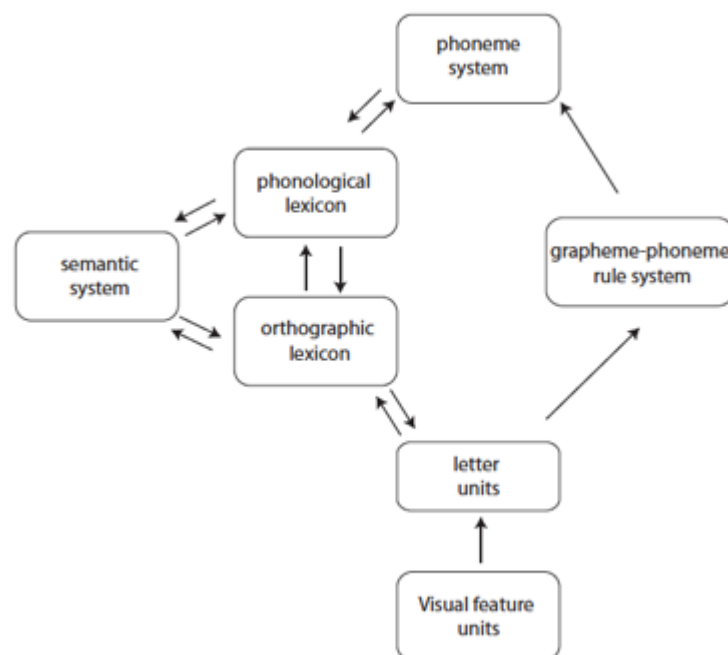 phoneme
system
phonological
lexicon
grapheme-phoneme
rule system
semantic
system
orthographic
lexicon
letter
units
Visual feature
units